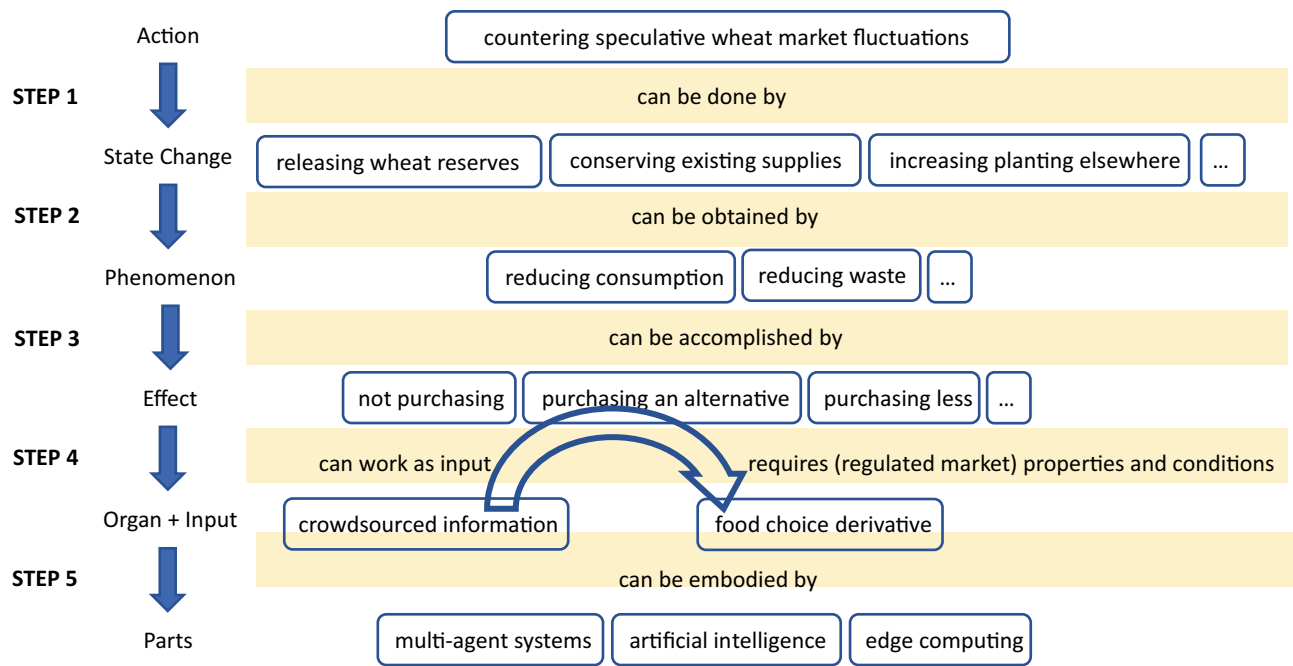 Action
countering speculative wheat market fluctuations
STEP 1
can be done by
State Change
releasing wheat reserves
conserving existing supplies
increasing planting elsewhere
...
STEP 2
can be obtained by
Phenomenon
reducing consumption
reducing waste
...
STEP 3
can be accomplished by
Effect
not purchasing
purchasing an alternative
purchasing less
...
STEP 4
can work as input
requires (regulated market) properties and conditions
Organ + Input
crowdsourced information
food choice derivative
STEP 5
can be embodied by
Parts
multi-agent systems
artificial intelligence
edge computing